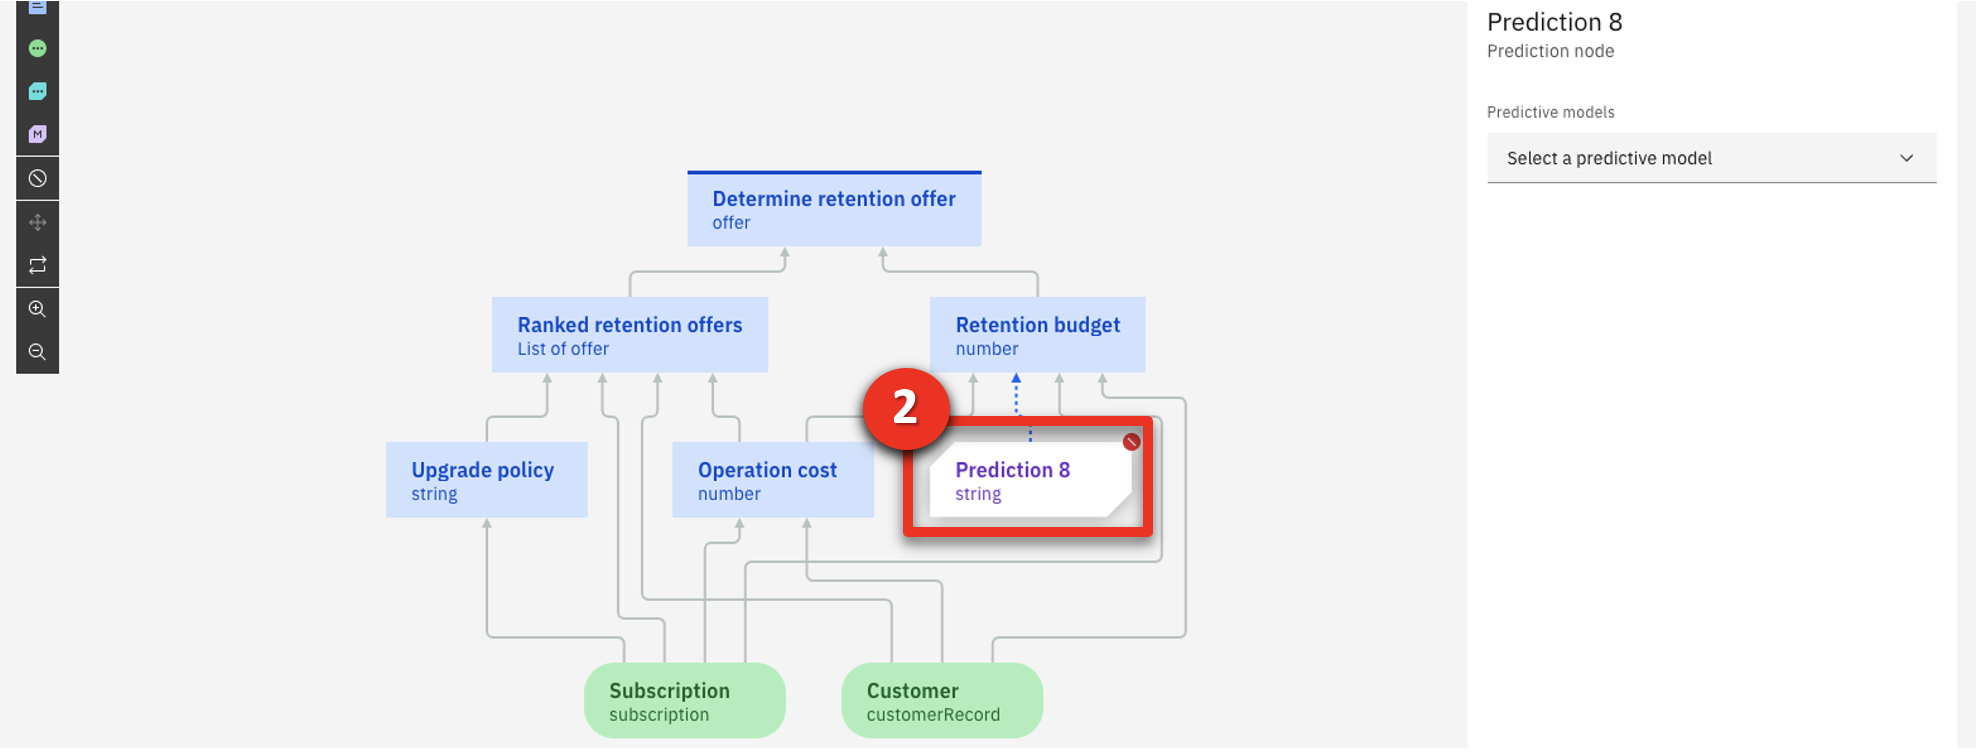 Prediction 8
Prediction node
Predictive models
Select a predictive model
M
Determine retention offer
offer
Ranked retention offers
List of offer
Retention budget
number
2
Upgrade policy
string
Operation cost
number
Prediction 8
string
Subscription
subscription
Customer
customerRecord